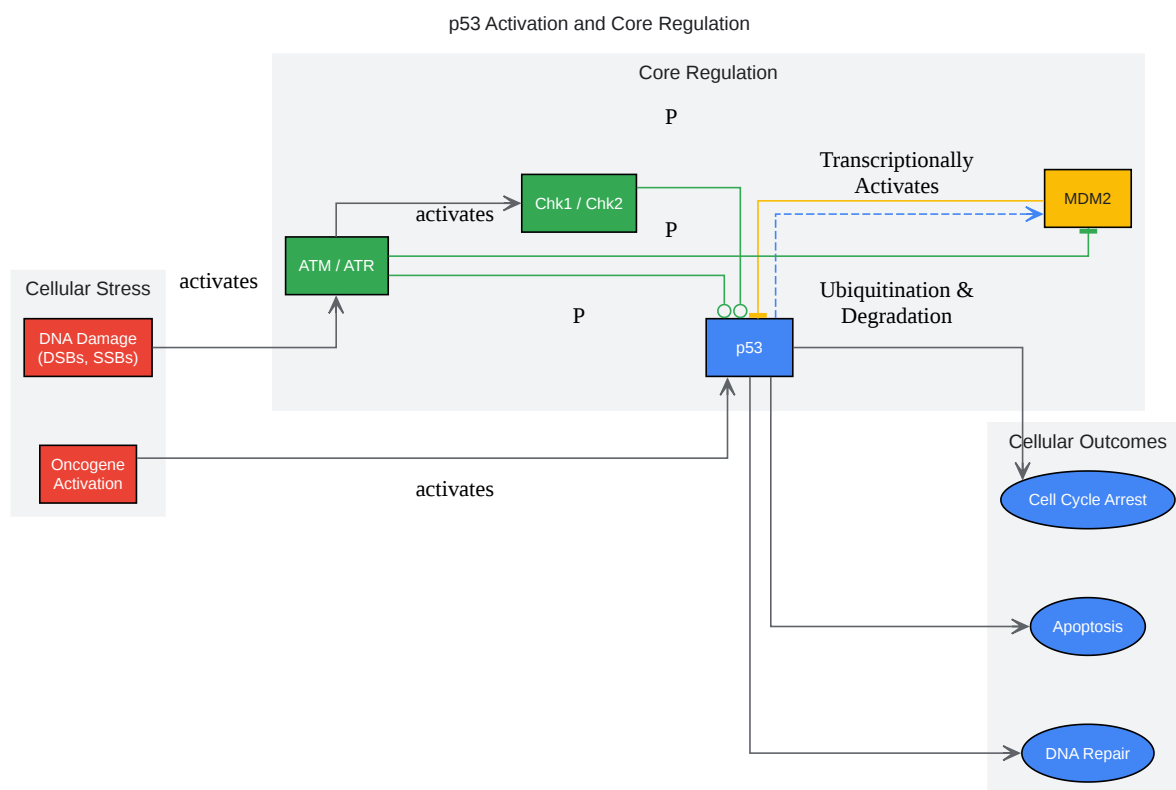 p53 Activation and Core Regulation
Core Regulation
P
Transcriptionally
Activates
Chk1 / Chk2
MDM2
activates
P
ATM / ATR
activates
Cellular Stress
Ubiquitination &
Degradation
P
DNA Damage
(DSBs, SSBs)
p53
Cellular Outcomes
Oncogene
Activation
activates
Cell Cycle Arrest
Apoptosis
DNA Repair